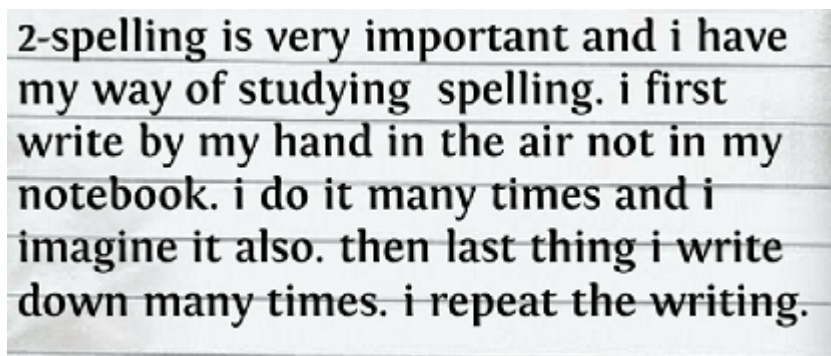 2-spelling is very important and i have
my way of studying  spelling. i first
write by my hand in the air not in my
notebook. i do it many times and i
imagine it also. then last thing i write
down many times. i repeat the writing.